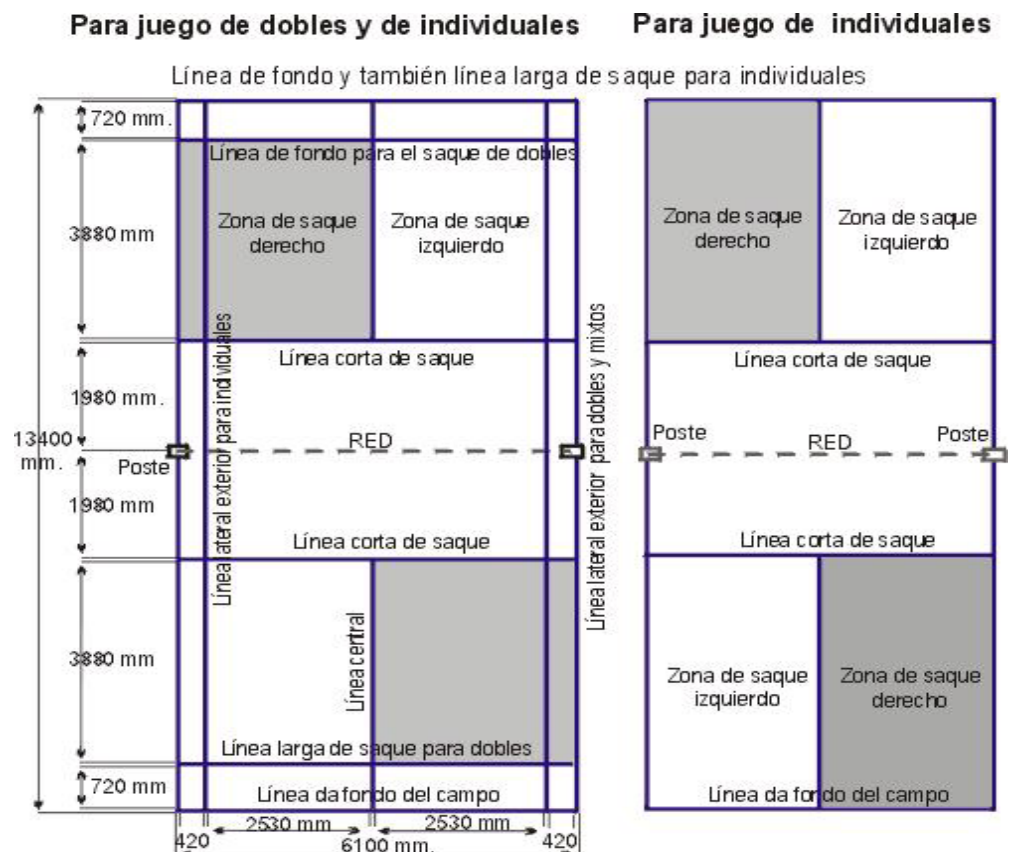 Para juego de dobles y de individuales
Para juego de individuales
Línea de fondo y también línea larga de saque para individuales
720 mm.
Línea de fondo para el saque de dobles
3880 mm
Zona de saque
derecho
Zona de saque
izquierdo
Zona de saque
derecho
Zona de saque
izquierdo
Línea lateral exterior para individuales
Línea lateral exterior para dobles y mixtos
Línea corta de saque
Línea corta de saque
1980 mm.
13400
mm.
Poste
RED
Poste
RED
Poste
1980 mm
Línea corta de saque
Línea corta de saque
Línea central
3880 mm
Zona de saque
izquierdo
Zona de saque
derecho
Línea larga de saque para dobles
720 mm
Línea da fondo del campo
Línea da fondo del campo
420
2530 mm
2530 mm
420
6100 mm.